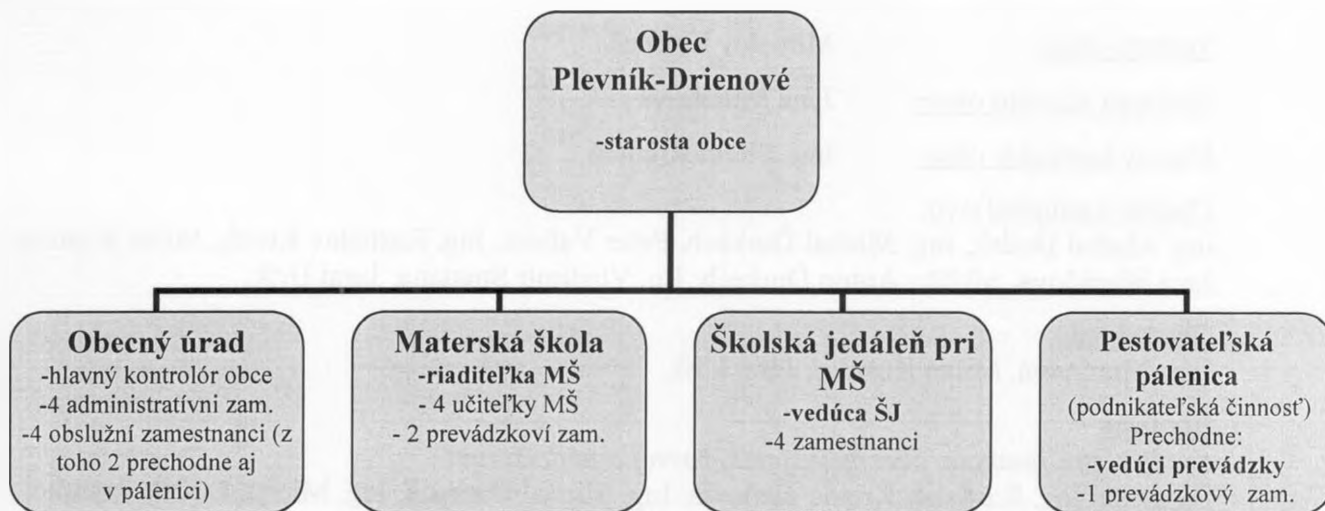 Obec
Plevník-Drienové
-starosta obce
Obecný úrad
-hlavný kontrolór obce
-4 administratívni zam.
-4 obslužní zamestnanci (z
toho 2 prechodne aj
v pálenici)
Materská škola
-riaditeľka MŠ
- 4 učiteľky MŠ
- 2 prevádzkoví zam.
Školská jedáleň pri
MŠ
-vedúca ŠJ
-4 zamestnanci
Pestovateľská
pálenica
(podnikateľská činnosť)
Prechodne:
-vedúci prevádzky
-1 prevádzkový zam.